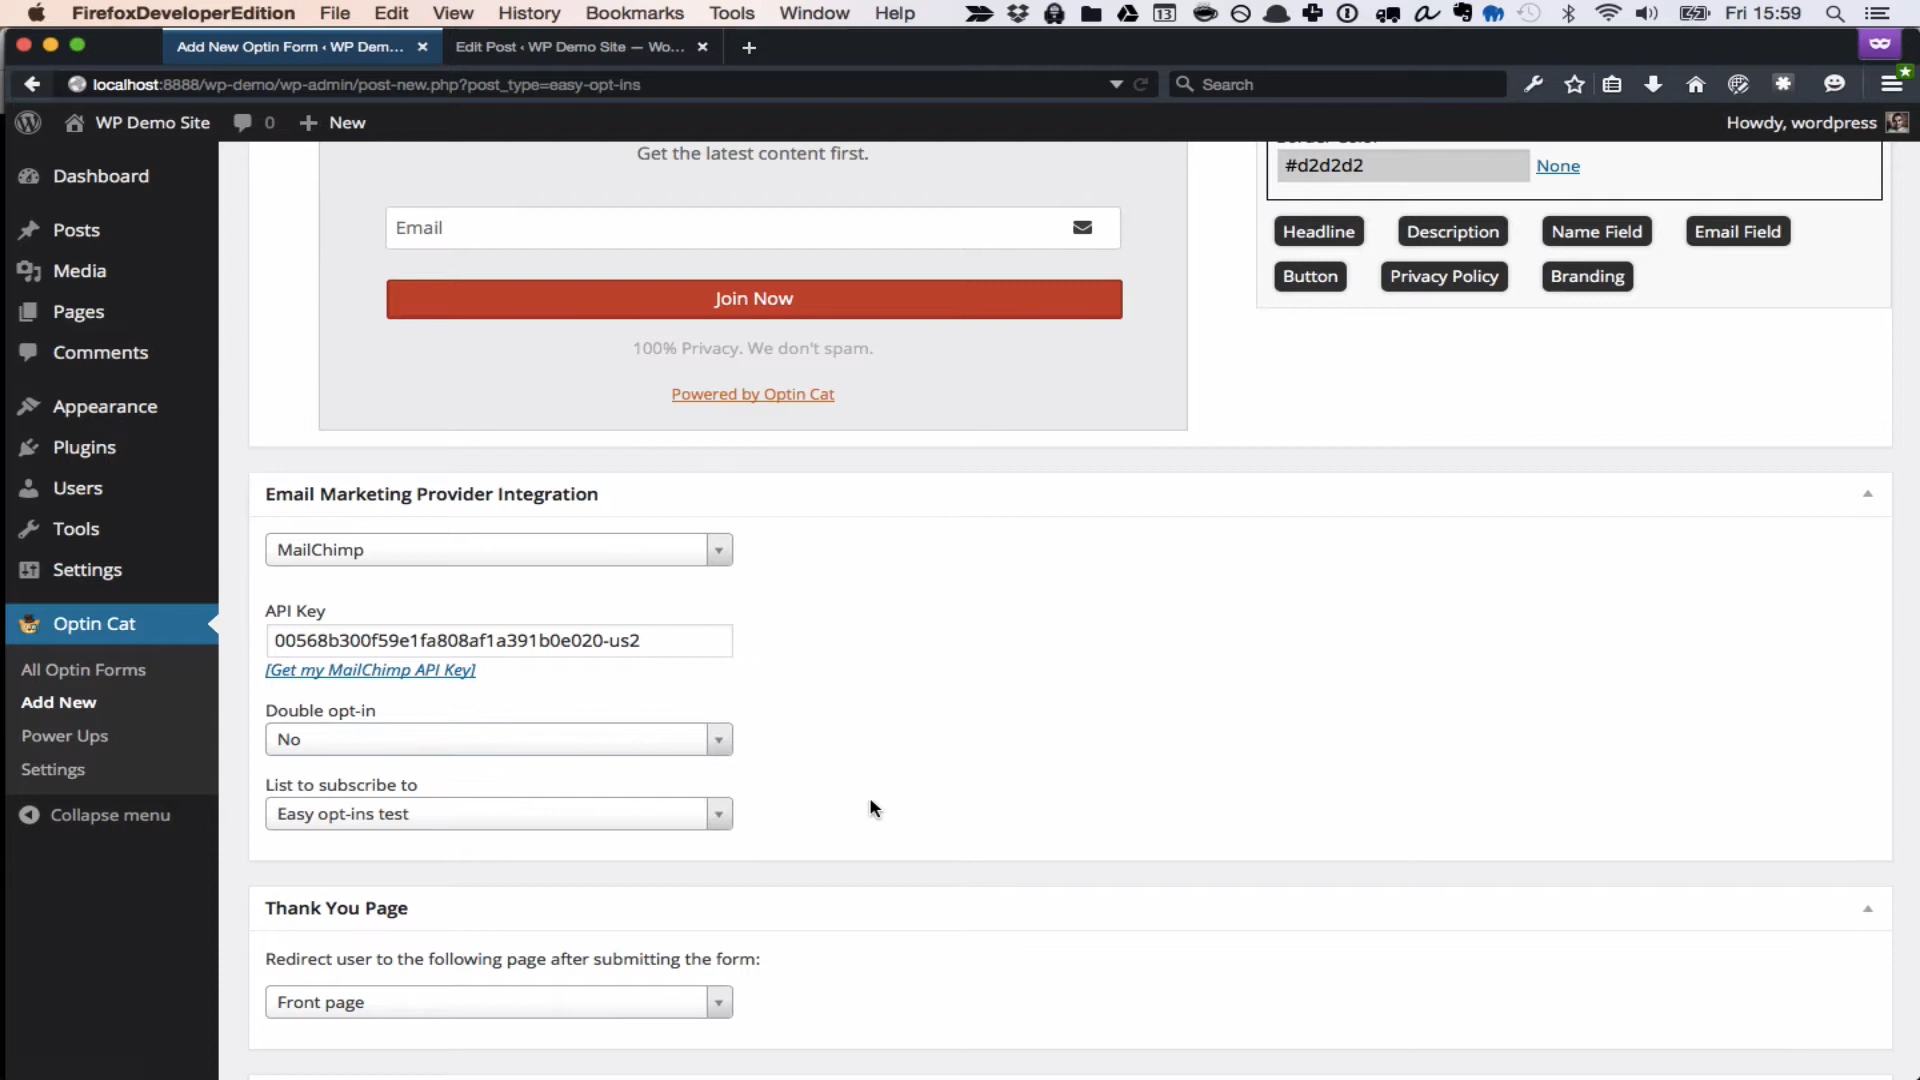 FirefoxDeveloperEdition File Edit View History Bookmarks Tools Window Help 13 Fri 15:59
Add New Optin Form ‹ WP Dem... × Edit Post ‹ WP Demo Site — Wo... × +
localhost:8888/wp-demo/wp-admin/post-new.php?post_type=easy-opt-ins Search
WP Demo Site 0 + New Howdy, wordpress
Dashboard
Posts
Media
Pages
Comments
Appearance
Plugins
Users
Tools
Settings
Optin Cat
All Optin Forms
Add New
Power Ups
Settings
Collapse menu
Get the latest content first.
Email
Join Now
100% Privacy. We don't spam.
Powered by Optin Cat
#d2d2d2 None
Headline Description Name Field Email Field
Button Privacy Policy Branding
Email Marketing Provider Integration
MailChimp
API Key
00568b300f59e1fa808af1a391b0e020-us2
[Get my MailChimp API Key]
Double opt-in
No
List to subscribe to
Easy opt-ins test
Thank You Page
Redirect user to the following page after submitting the form:
Front page